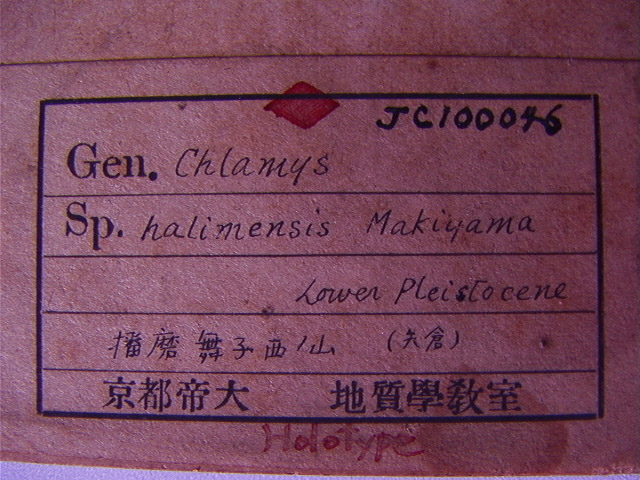 JC100046
Gen. Chlamys
Sp. halimensis Makiyama
Lower Pleistocene
播磨舞子西ノ山 (矢倉)
京都帝大 地質學教室
Holotype